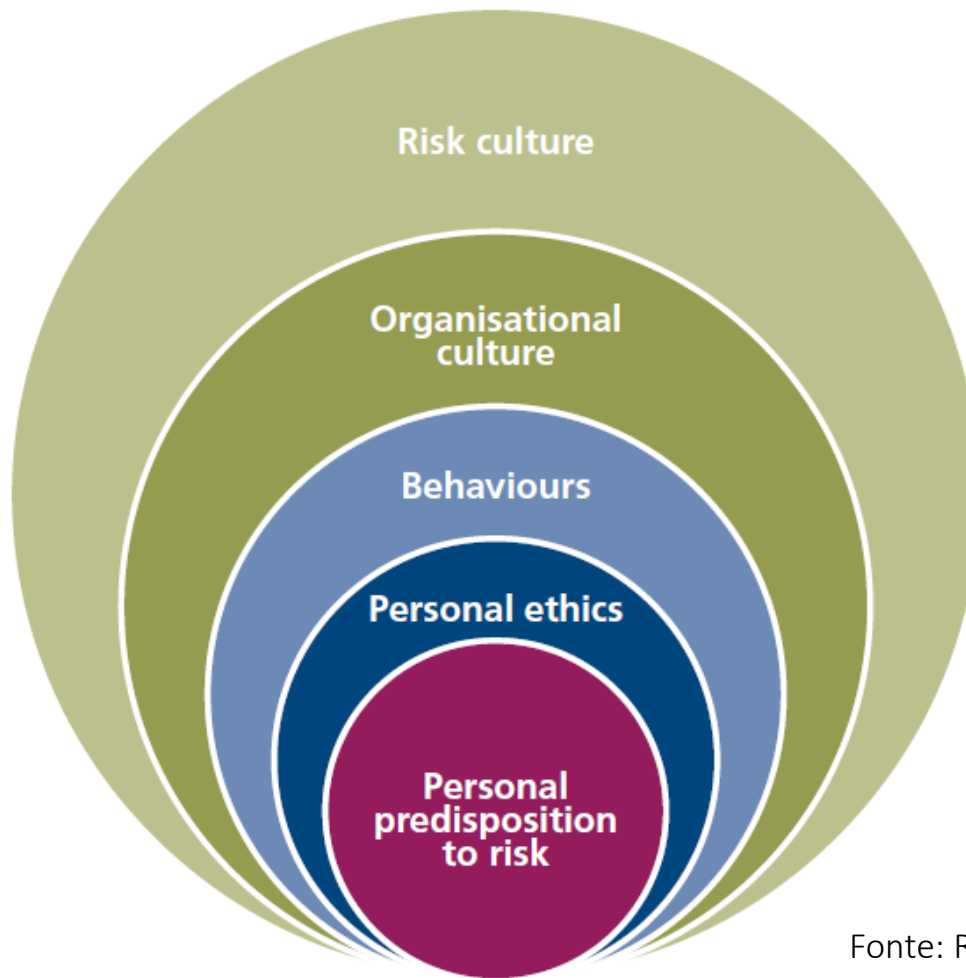 Risk culture
Organisational
culture
Behaviours
Personal ethics
Personal
predisposition
to risk
Fonte: R